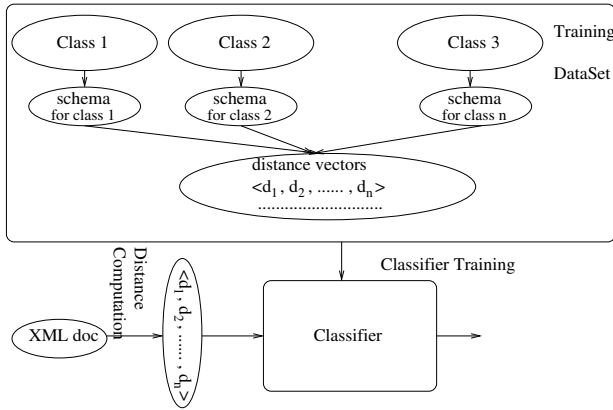 Class 1
Class 2
Class 3
Training
DataSet
schema
for class 1
schema
for class 2
schema
for class n
distance vectors
<d1, d2, ...... , dn>
............................
Classifier Training
Distance
Computation
XML doc
<d1, d2, ...... , dn>
Classifier